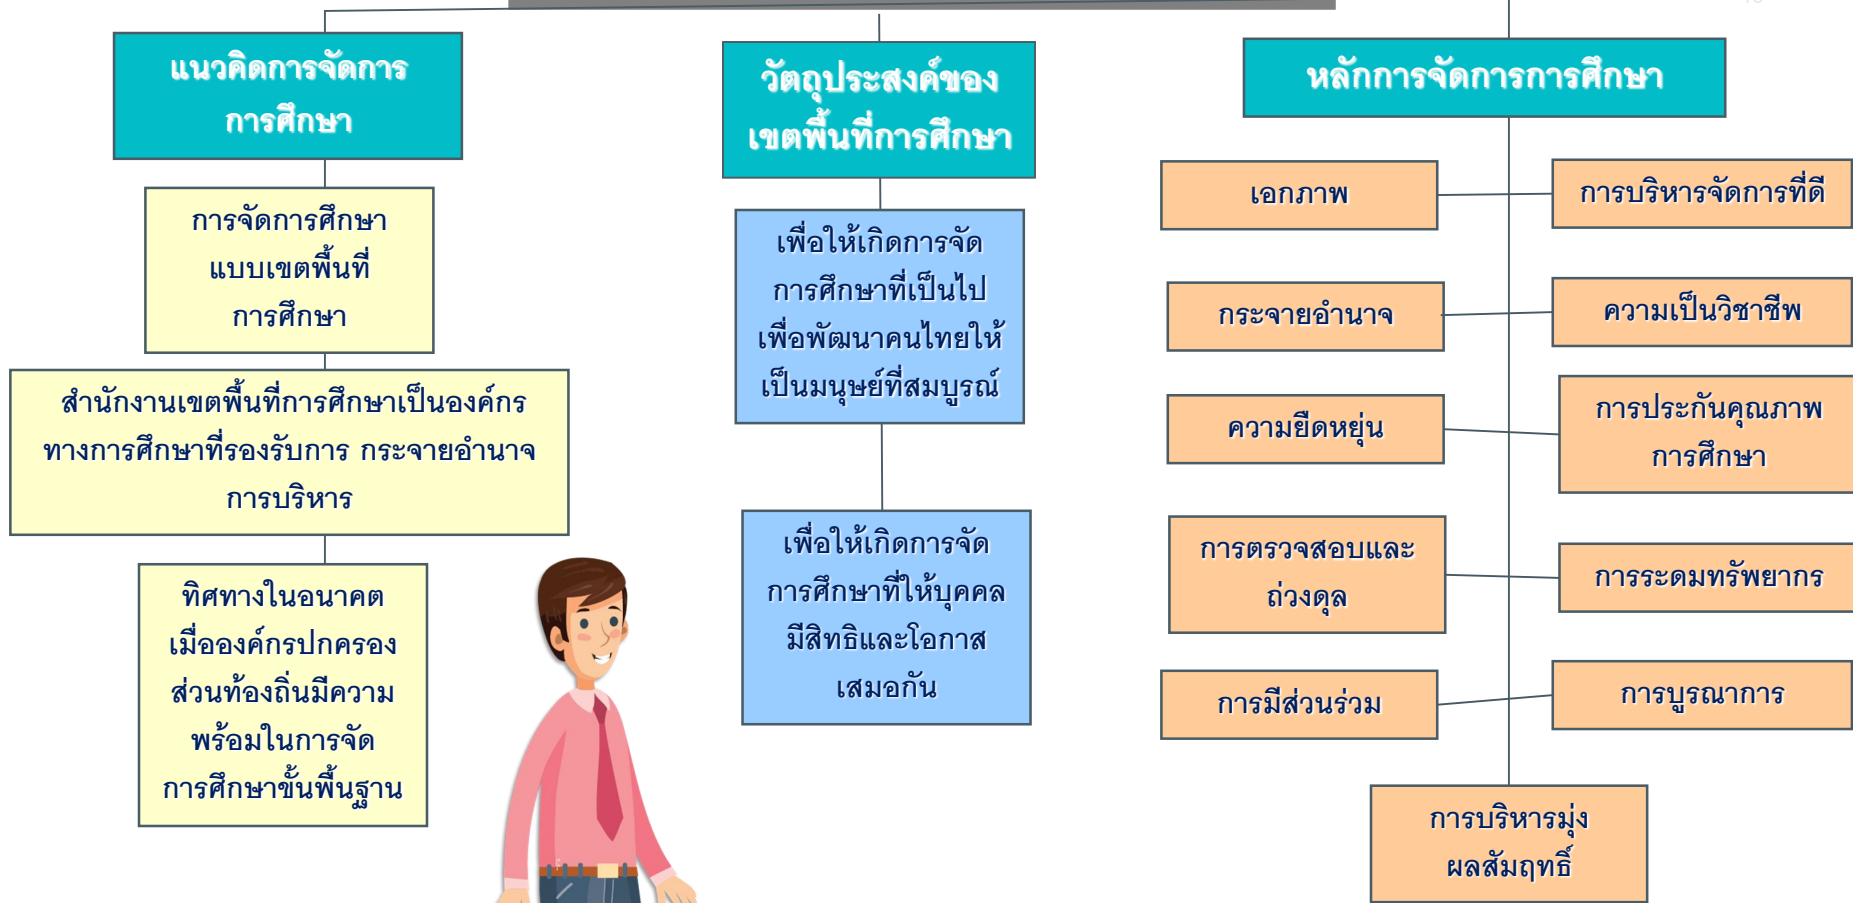 แนวคิดการจัดการ
การศึกษา
การจัดการศึกษา
แบบเขตพื้นที่
การศึกษา
สำนักงานเขตพื้นที่การศึกษาเป็นองค์กร
ทางการศึกษาที่รองรับการ กระจายอำนาจ
การบริหาร
ทิศทางในอนาคต
เมื่อองค์กรปกครอง
ส่วนท้องถิ่นมีความ
พร้อมในการจัด
การศึกษาขั้นพื้นฐาน
วัตถุประสงค์ของ
เขตพื้นที่การศึกษา
เพื่อให้เกิดการจัด
การศึกษาที่เป็นไป
เพื่อพัฒนาคนไทยให้
เป็นมนุษย์ที่สมบูรณ์
เพื่อให้เกิดการจัด
การศึกษาที่ให้บุคคล
มีสิทธิและโอกาส
เสมอกัน
หลักการจัดการการศึกษา
เอกภาพ
การบริหารจัดการที่ดี
กระจายอำนาจ
ความเป็นวิชาชีพ
ความยืดหยุ่น
การประกันคุณภาพ
การศึกษา
การตรวจสอบและ
ถ่วงดุล
การระดมทรัพยากร
การมีส่วนร่วม
การบูรณาการ
การบริหารมุ่ง
ผลสัมฤทธิ์